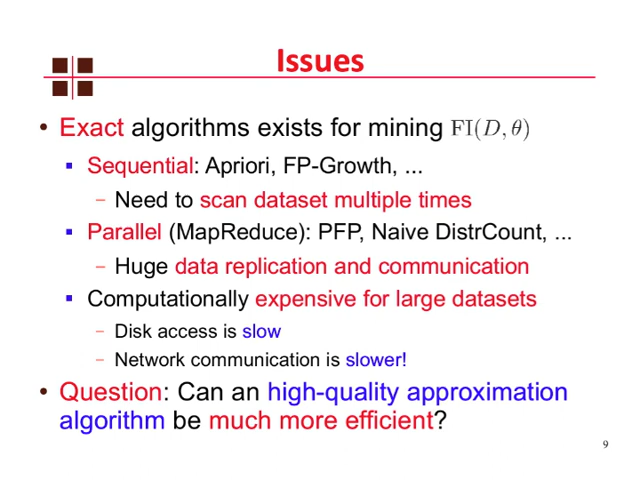 Issues
• Exact algorithms exists for mining FI(D, θ)
▪ Sequential: Apriori, FP-Growth, ...
– Need to scan dataset multiple times
▪ Parallel (MapReduce): PFP, Naive DistrCount, ...
– Huge data replication and communication
▪ Computationally expensive for large datasets
– Disk access is slow
– Network communication is slower!
• Question: Can an high-quality approximation
algorithm be much more efficient?
9